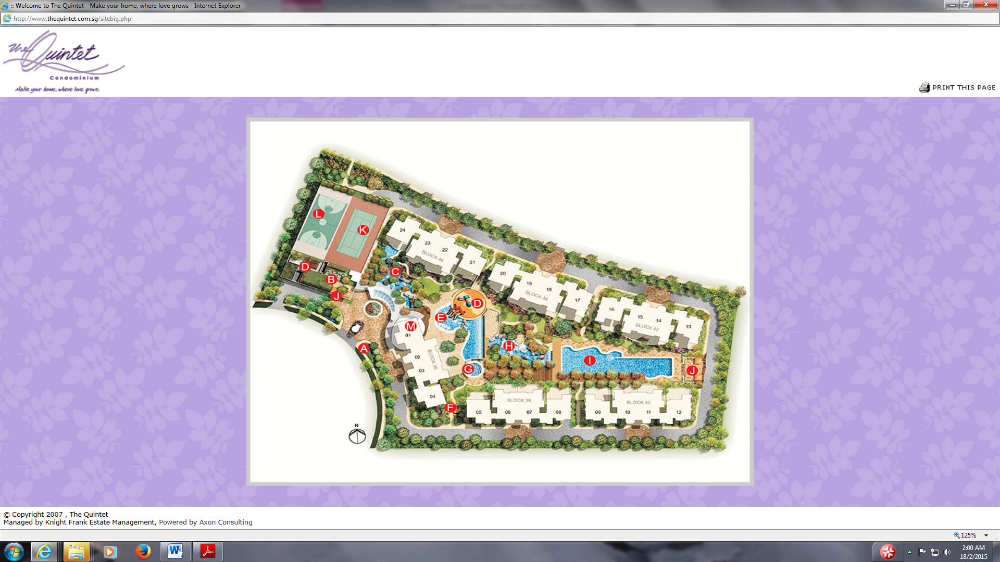 :: Welcome to The Quintet - Make your home, where love grows - Internet Explorer
http://www.thequintet.com.sg/sitebig.php
The Quintet
Condominium
Make your home, where love grows.
PRINT THIS PAGE
L
K
24
23
22
BLOCK 46
21
D
C
B
J
20
19
18
BLOCK 44
17
D
E
16
15
14
BLOCK 42
13
M
01
A
02
03
BLOCK 36
04
H
G
I
J
F
BLOCK 38
05
06
07
08
BLOCK 40
09
10
11
12
N
© Copyright 2007 , The Quintet
Managed by Knight Frank Estate Management, Powered by Axon Consulting
125%
2:00 AM
18/2/2015